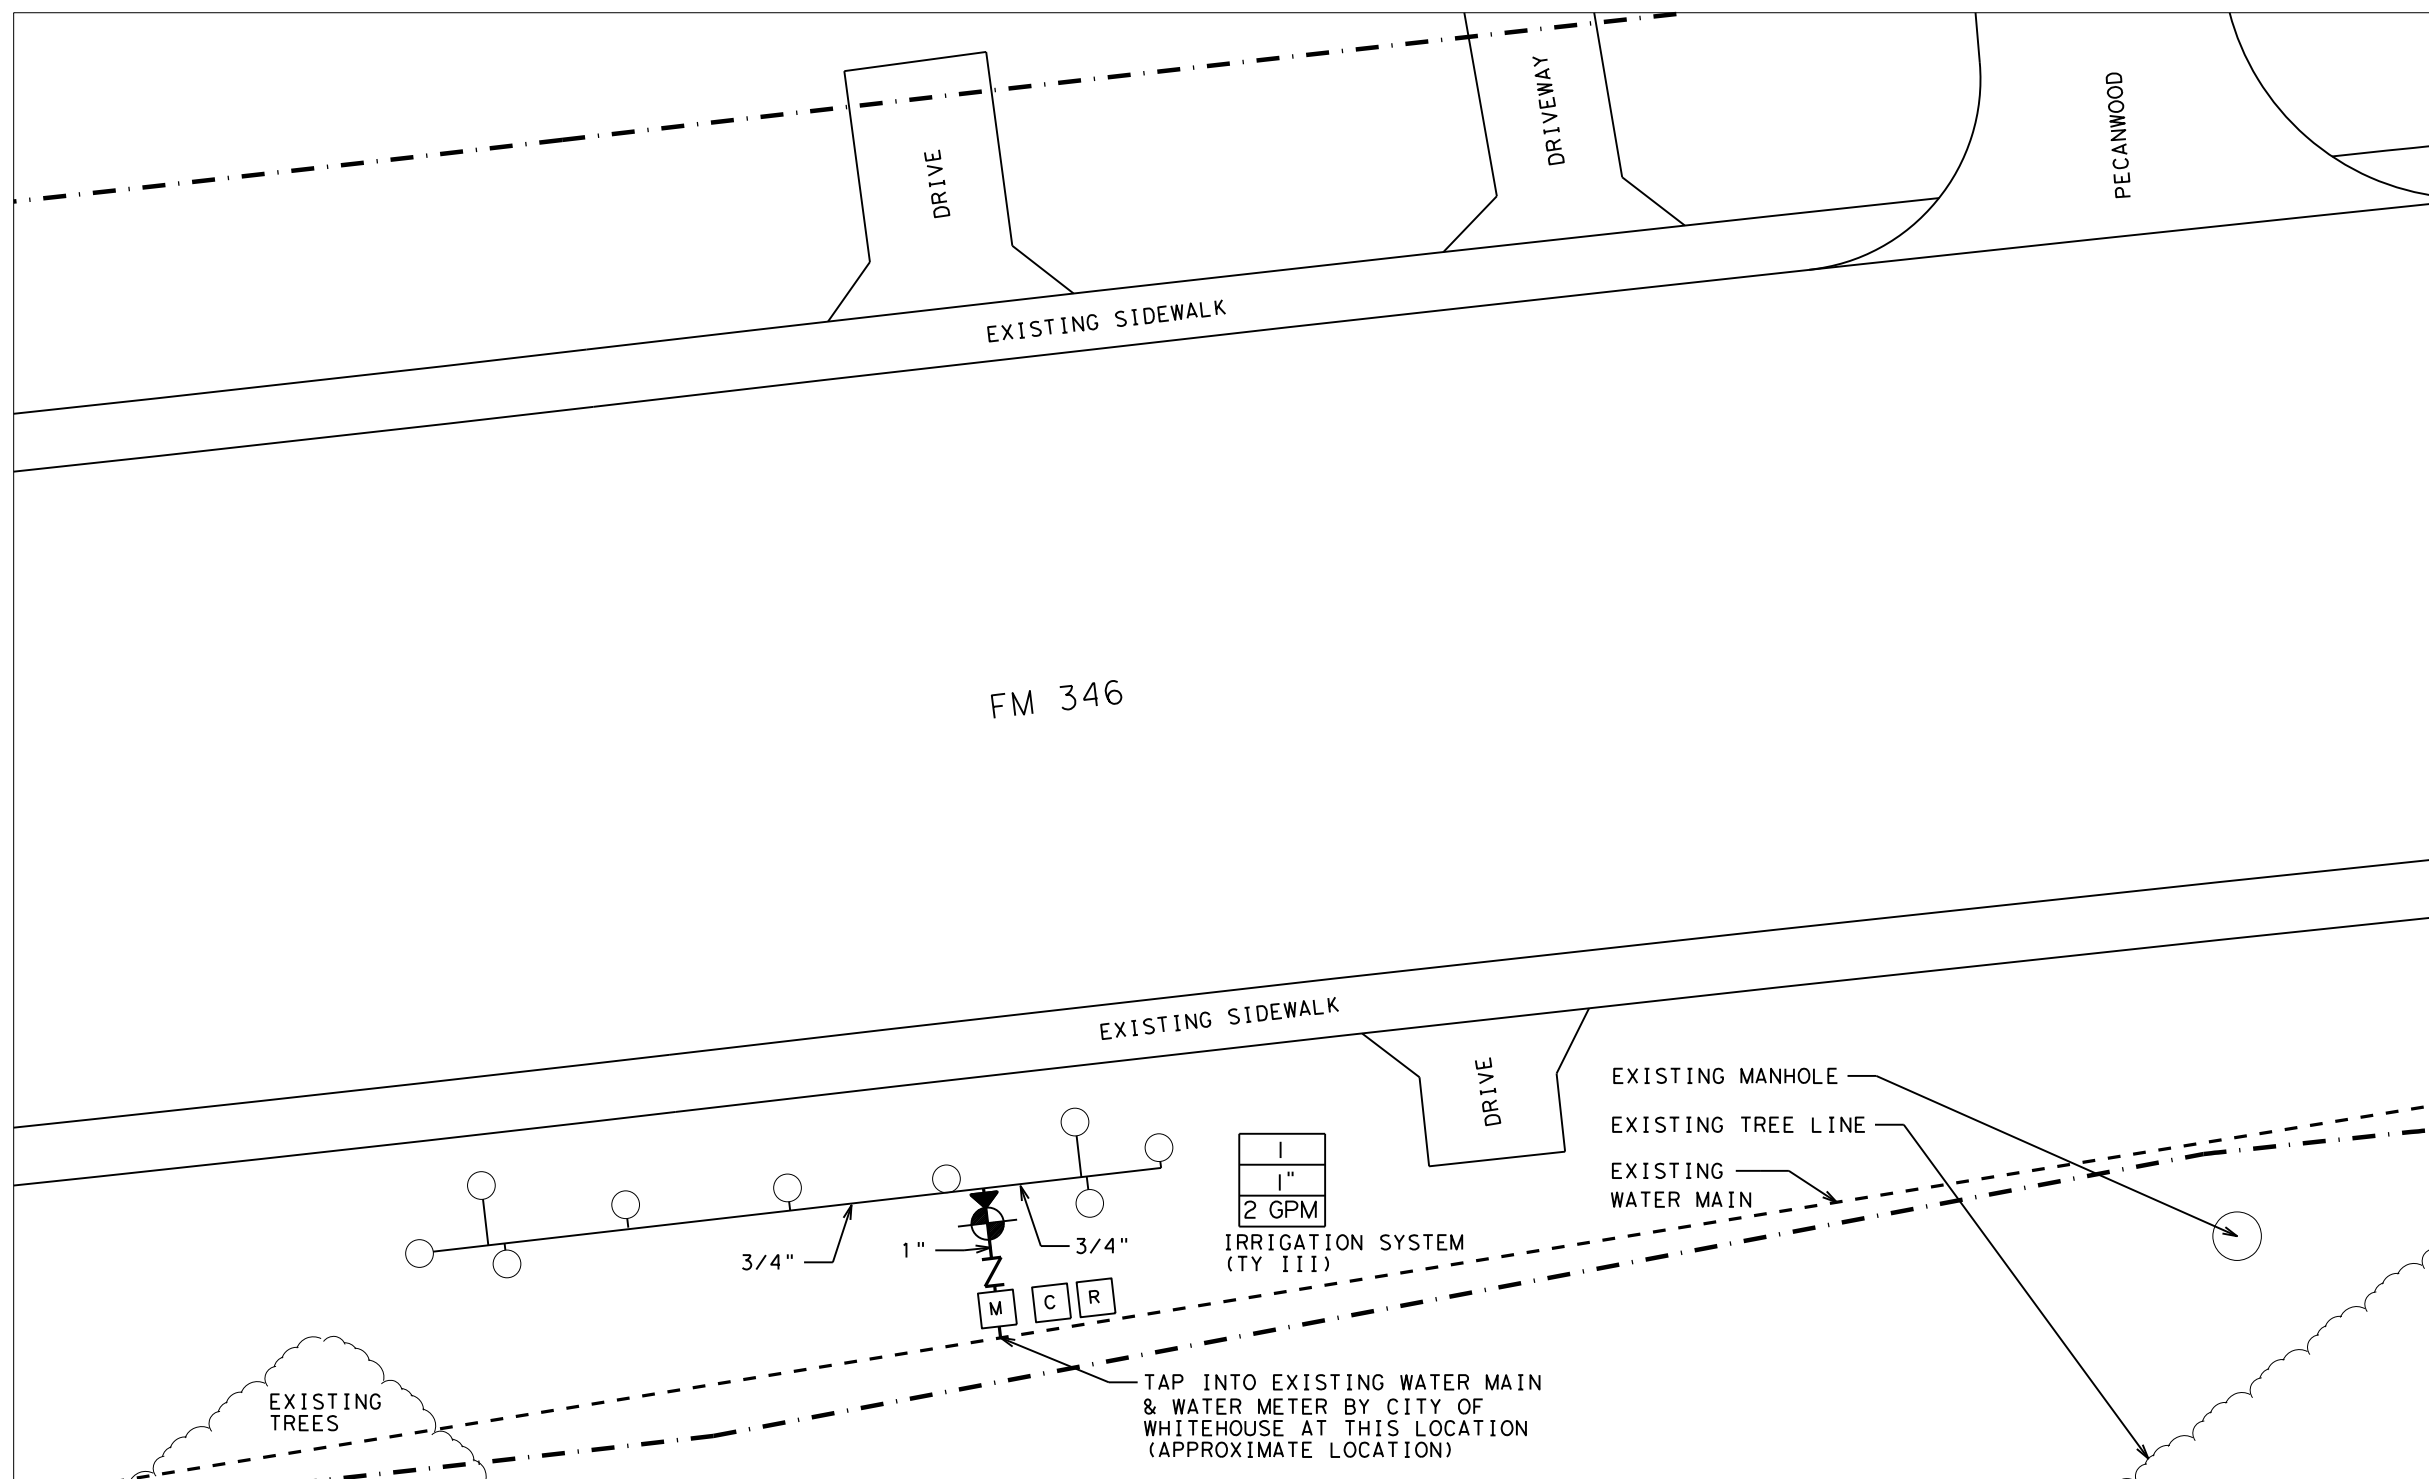 DRIVE
DRIVEWAY
PECANWOOD
EXISTING SIDEWALK
FM 346
EXISTING SIDEWALK
DRIVE
EXISTING MANHOLE
EXISTING TREE LINE
EXISTING
WATER MAIN
1
1"
2 GPM
IRRIGATION SYSTEM
(TY III)
3/4"
1"
3/4"
M
C
R
EXISTING
TREES
TAP INTO EXISTING WATER MAIN
& WATER METER BY CITY OF
WHITEHOUSE AT THIS LOCATION
(APPROXIMATE LOCATION)